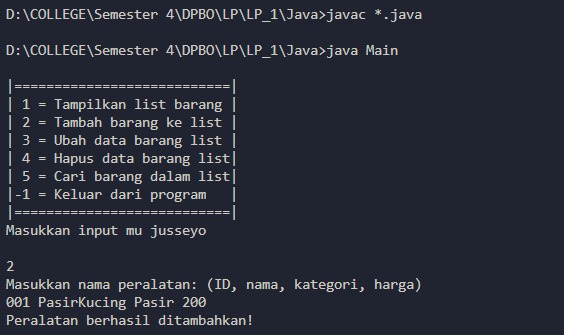 D:\COLLEGE\Semester 4\DPBO\LP\LP_1\Java>javac *.java
D:\COLLEGE\Semester 4\DPBO\LP\LP_1\Java>java Main
|===========================|
| 1 = Tampilkan list barang |
| 2 = Tambah barang ke list |
| 3 = Ubah data barang list |
| 4 = Hapus data barang list|
| 5 = Cari barang dalam list|
|-1 = Keluar dari program   |
|===========================|
Masukkan input mu jusseyo
2
Masukkan nama peralatan: (ID, nama, kategori, harga)
001 PasirKucing Pasir 200
Peralatan berhasil ditambahkan!